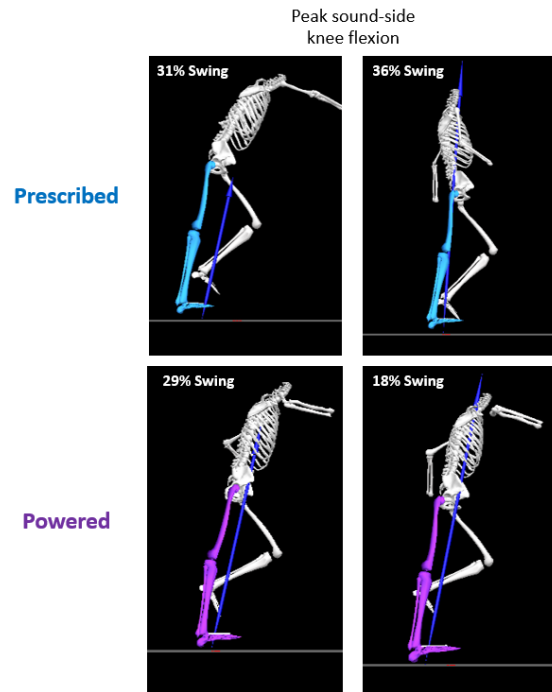 Peak sound-side
knee flexion
31% Swing
36% Swing
Prescribed
29% Swing
18% Swing
Powered